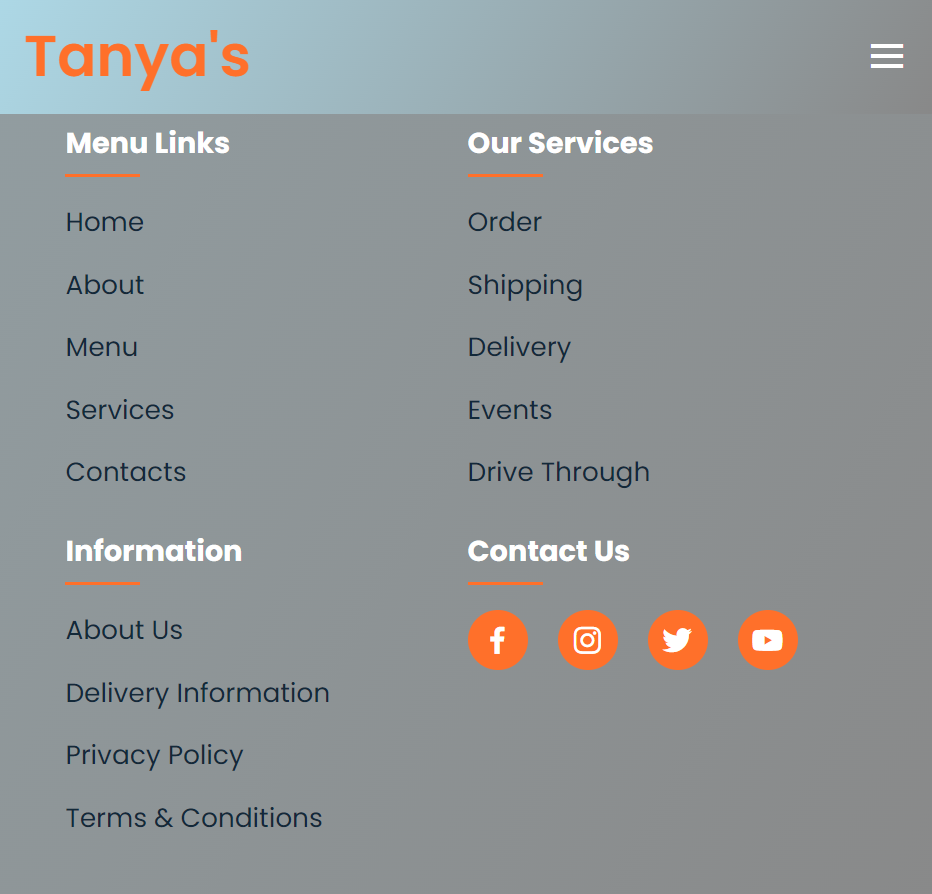 Tanya's
Menu Links
Home
About
Menu
Services
Contacts
Our Services
Order
Shipping
Delivery
Events
Drive Through
Information
About Us
Delivery Information
Privacy Policy
Terms & Conditions
Contact Us